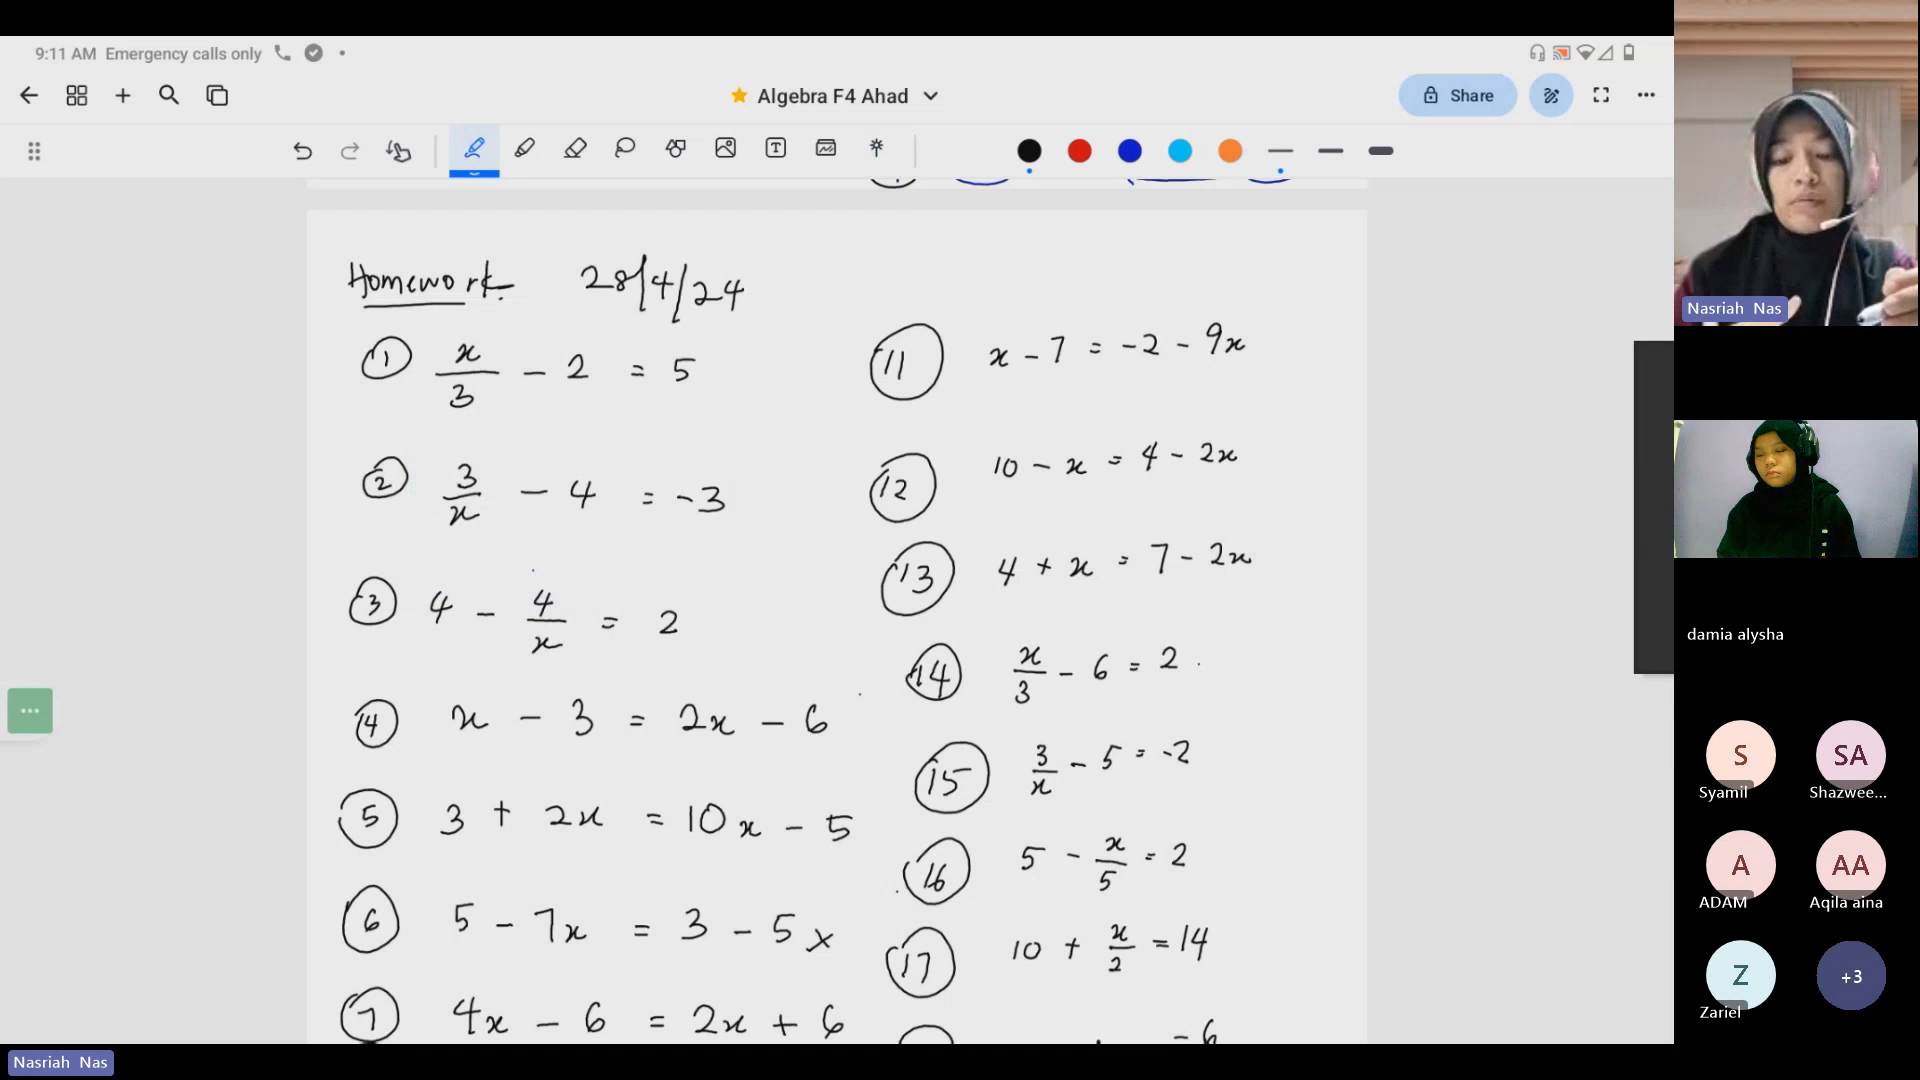 9:11 AM Emergency calls only
Algebra F4 Ahad
Share
Homework. 28/4/24
1 x/3 - 2 = 5
2 3/x - 4 = -3
3 4 - 4/x = 2
4 x - 3 = 2x - 6
5 3 + 2x = 10x - 5
6 5 - 7x = 3 - 5x
7 4x - 6 = 2x + 6
11 x - 7 = -2 - 9x
12 10 - x = 4 - 2x
13 4 + x = 7 - 2x
14 x/3 - 6 = 2
15 3/x - 5 = -2
16 5 - x/5 = 2
17 10 + x/2 = 14
Nasriah Nas
damia alysha
S
Syamil
SA
Shazwee...
A
ADAM
AA
Aqila aina
Z
Zariel
+3
Nasriah Nas